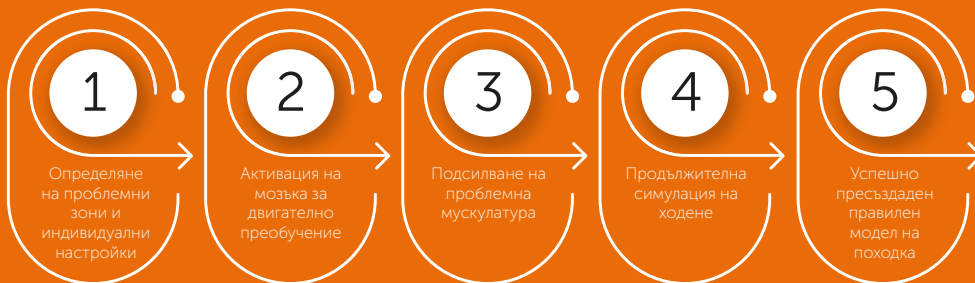 1
Определяне
на проблемни
зони и
индивидуални
настройки
2
Активация на
мозъка за
двигателно
преобучение
3
Подсилване на
проблемна
мускулатура
4
Продължителна
симулация на
ходене
5
Успешно
пресъздаден
правилен
модел на
походка